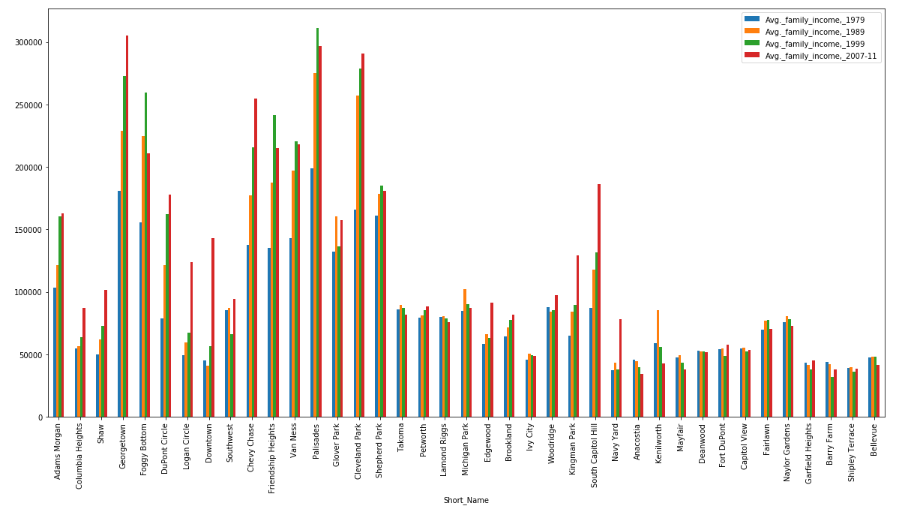 Avg._family_income,_1979
Avg._family_income,_1989
Avg._family_income,_1999
Avg._family_income,_2007-11
300000
250000
200000
150000
100000
50000
0
Adams Morgan
Columbia Heights
Shaw
Georgetown
Foggy Bottom
DuPont Circle
Logan Circle
Downtown
Southwest
Chevy Chase
Friendship Heights
Van Ness
Palisades
Glover Park
Cleveland Park
Shepherd Park
Takoma
Petworth
Lamond Riggs
Michigan Park
Edgewood
Brookland
Ivy City
Woodridge
Kingman Park
South Capitol Hill
Navy Yard
Anacostia
Kenilworth
Mayfair
Deanwood
Fort DuPont
Capitol View
Fairlawn
Naylor Gardens
Garfield Heights
Barry Farm
Shipley Terrace
Bellevue
Short_Name